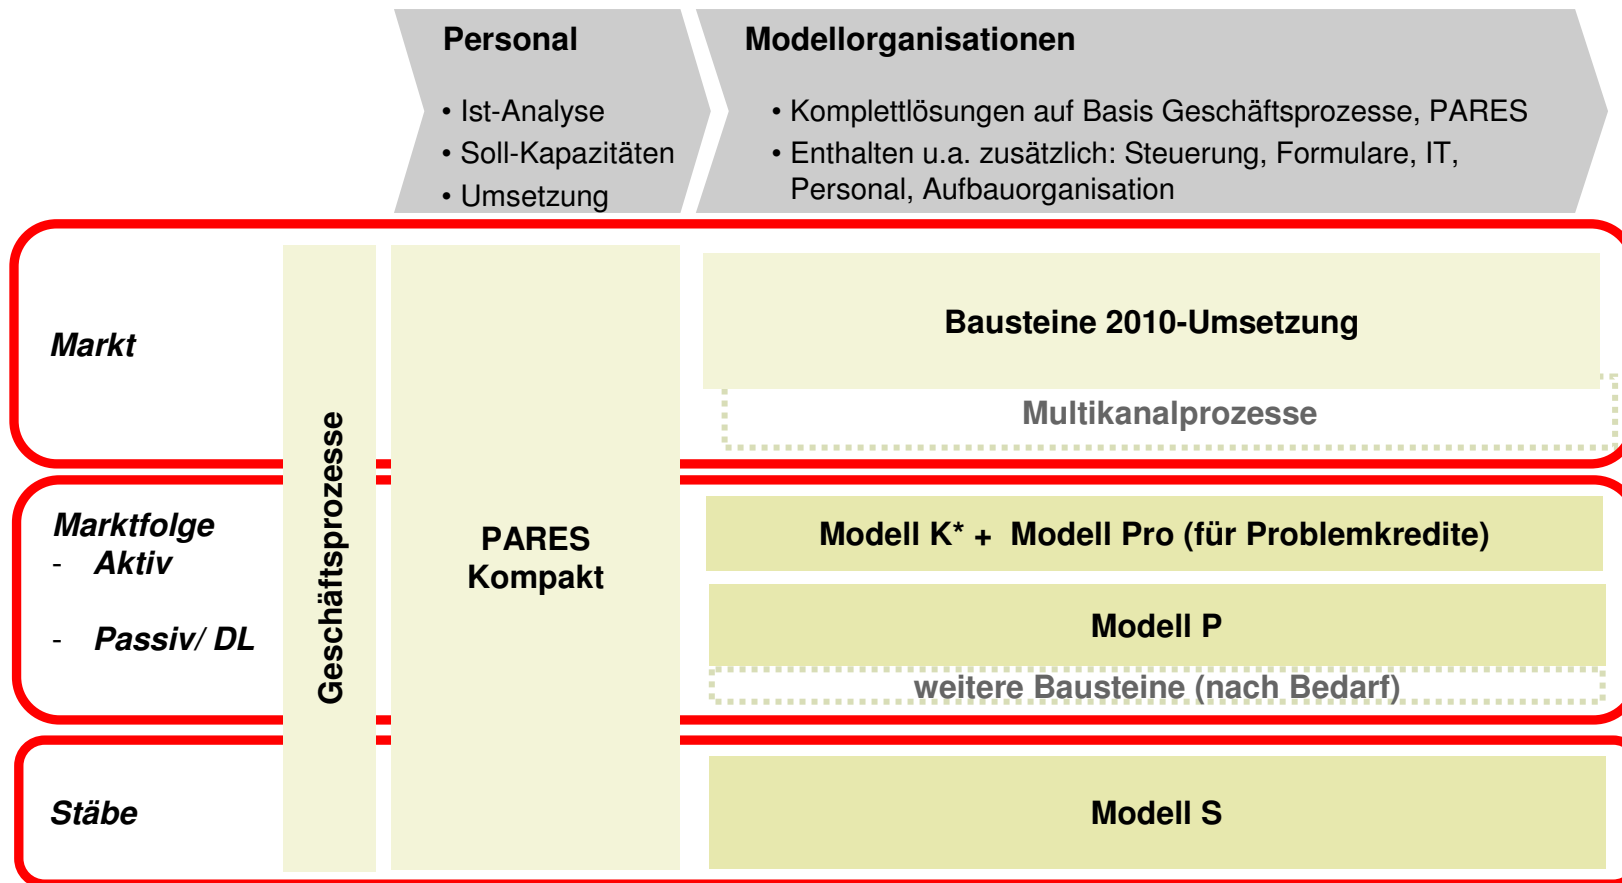 Personal
• Ist-Analyse
• Soll-Kapazitäten
• Umsetzung
Modellorganisationen
• Komplettlösungen auf Basis Geschäftsprozesse, PARES
• Enthalten u.a. zusätzlich: Steuerung, Formulare, IT,
Personal, Aufbauorganisation
Markt
Geschäftsprozesse
PARES
Kompakt
Bausteine 2010-Umsetzung
Multikanalprozesse
Marktfolge
- Aktiv
- Passiv/ DL
Modell K* + Modell Pro (für Problemkredite)
Modell P
weitere Bausteine (nach Bedarf)
Stäbe
Modell S